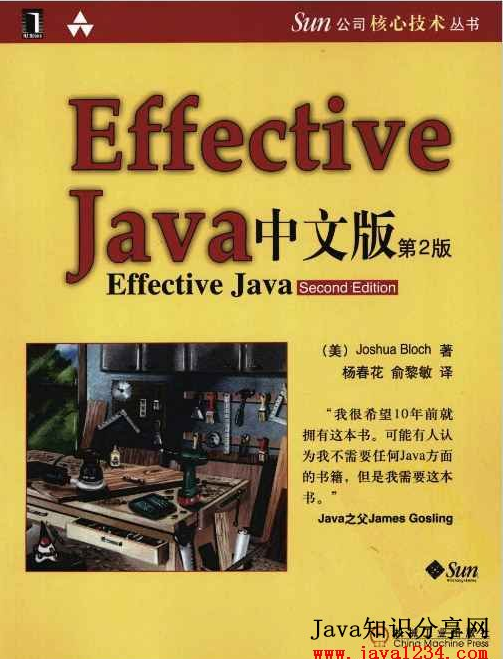 Sun 公司核心技术丛书
Effective
Java中文版 第2版
Effective Java Second Edition
（美） Joshua Bloch 著
杨春花 俞黎敏 译
“我很希望10年前就
拥有这本书。可能有人认
为我不需要任何Java方面
的书籍，但是我需要这本
书。”
Java之父James Gosling
Sun
Java知识分享网
China Machine Press
www.java1234.com